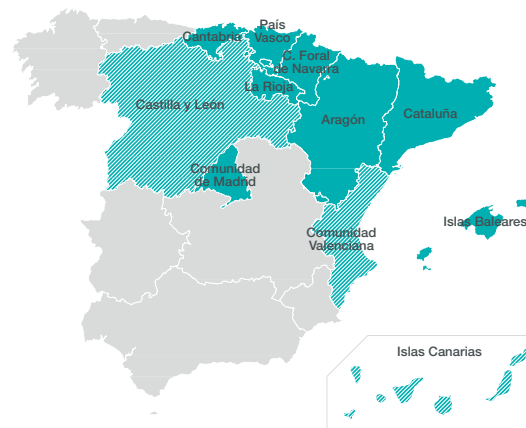 País
Vasco
Cantabria
C. Foral
de Navarra
La Rioja
Castilla y León
Aragón
Cataluña
Comunidad
de Madrid
Islas Baleares
Comunidad
Valenciana
Islas Canarias